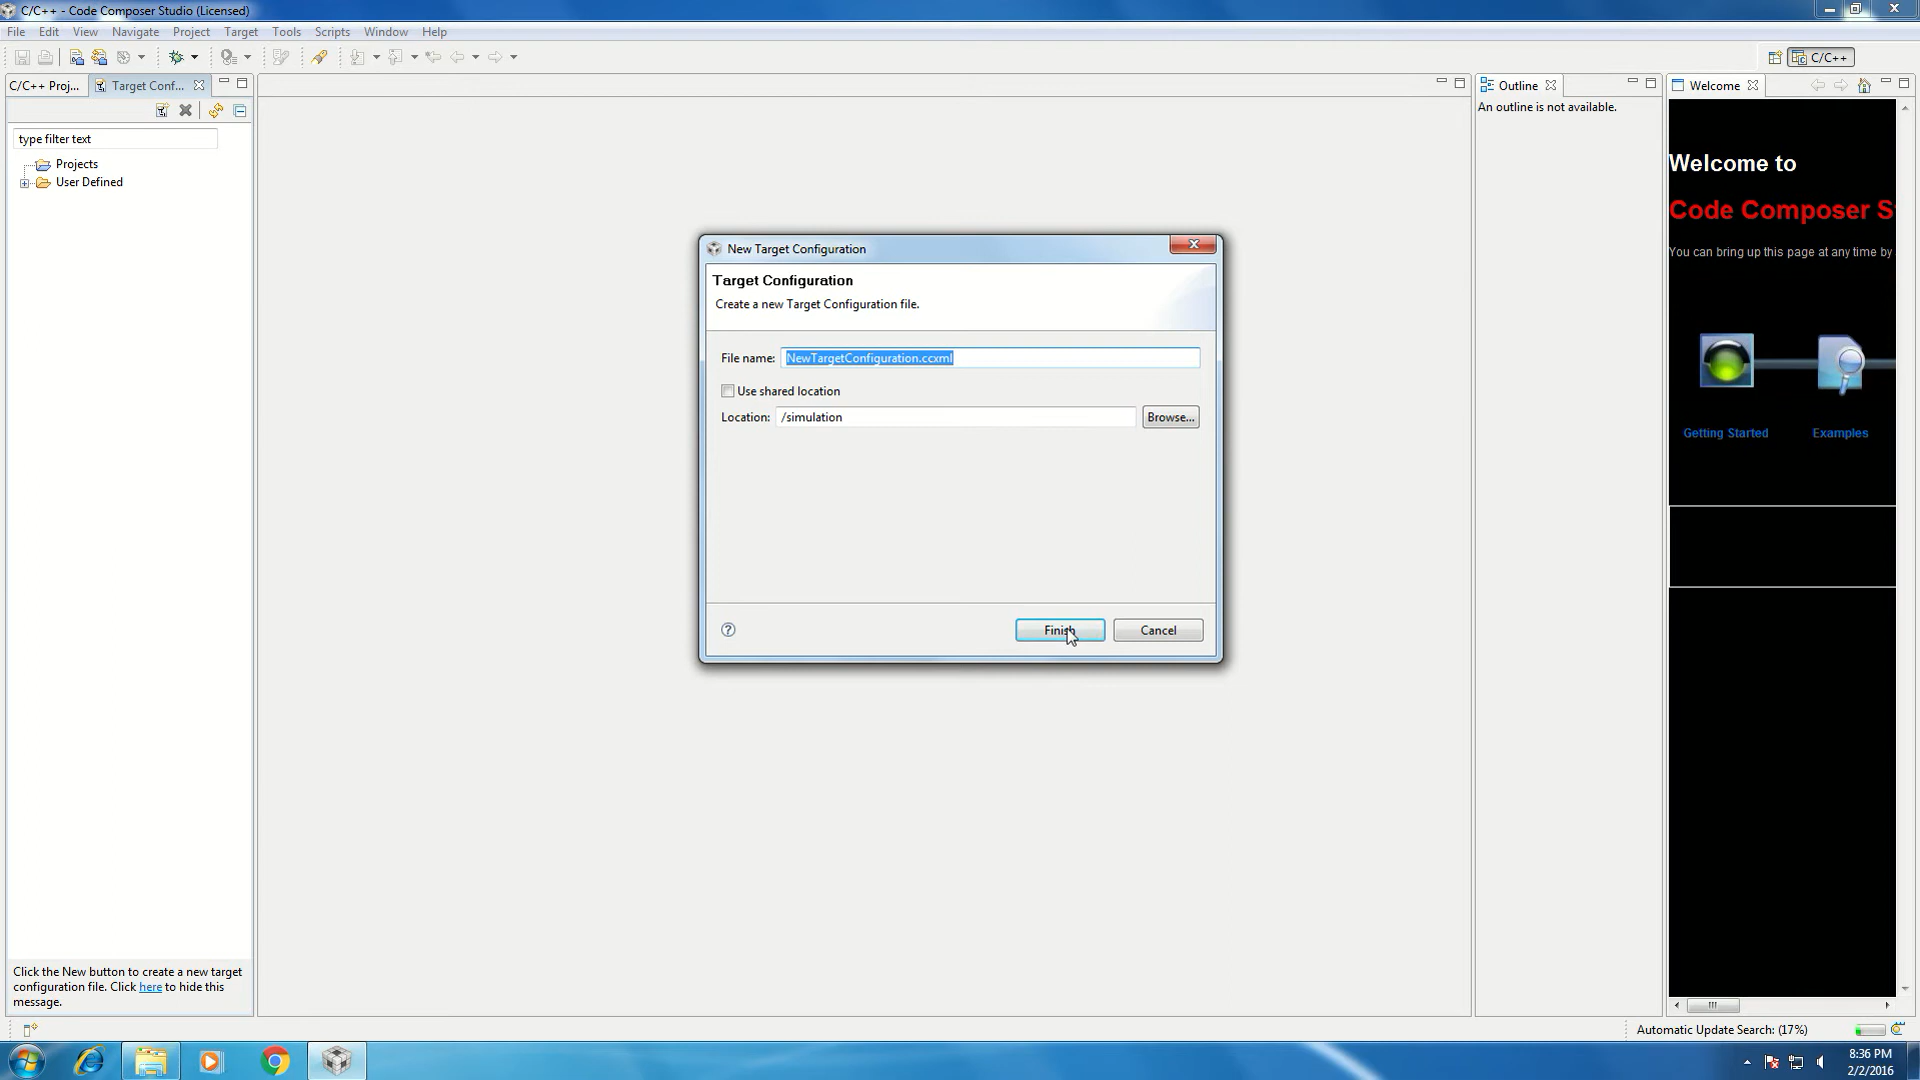 C/C++ - Code Composer Studio (Licensed)
File Edit View Navigate Project Target Tools Scripts Window Help
C/C++
C/C++ Proj...
Target Conf...
Outline
Welcome
An outline is not available.
type filter text
Projects
User Defined
Welcome to
Code Composer S
You can bring up this page at any time by
Getting Started
Examples
New Target Configuration
Target Configuration
Create a new Target Configuration file.
File name: NewTargetConfiguration.ccxml
Use shared location
Location: /simulation
Browse...
?
Finish
Cancel
Click the New button to create a new target
configuration file. Click here to hide this
message.
Automatic Update Search: (17%)
8:36 PM
2/2/2016